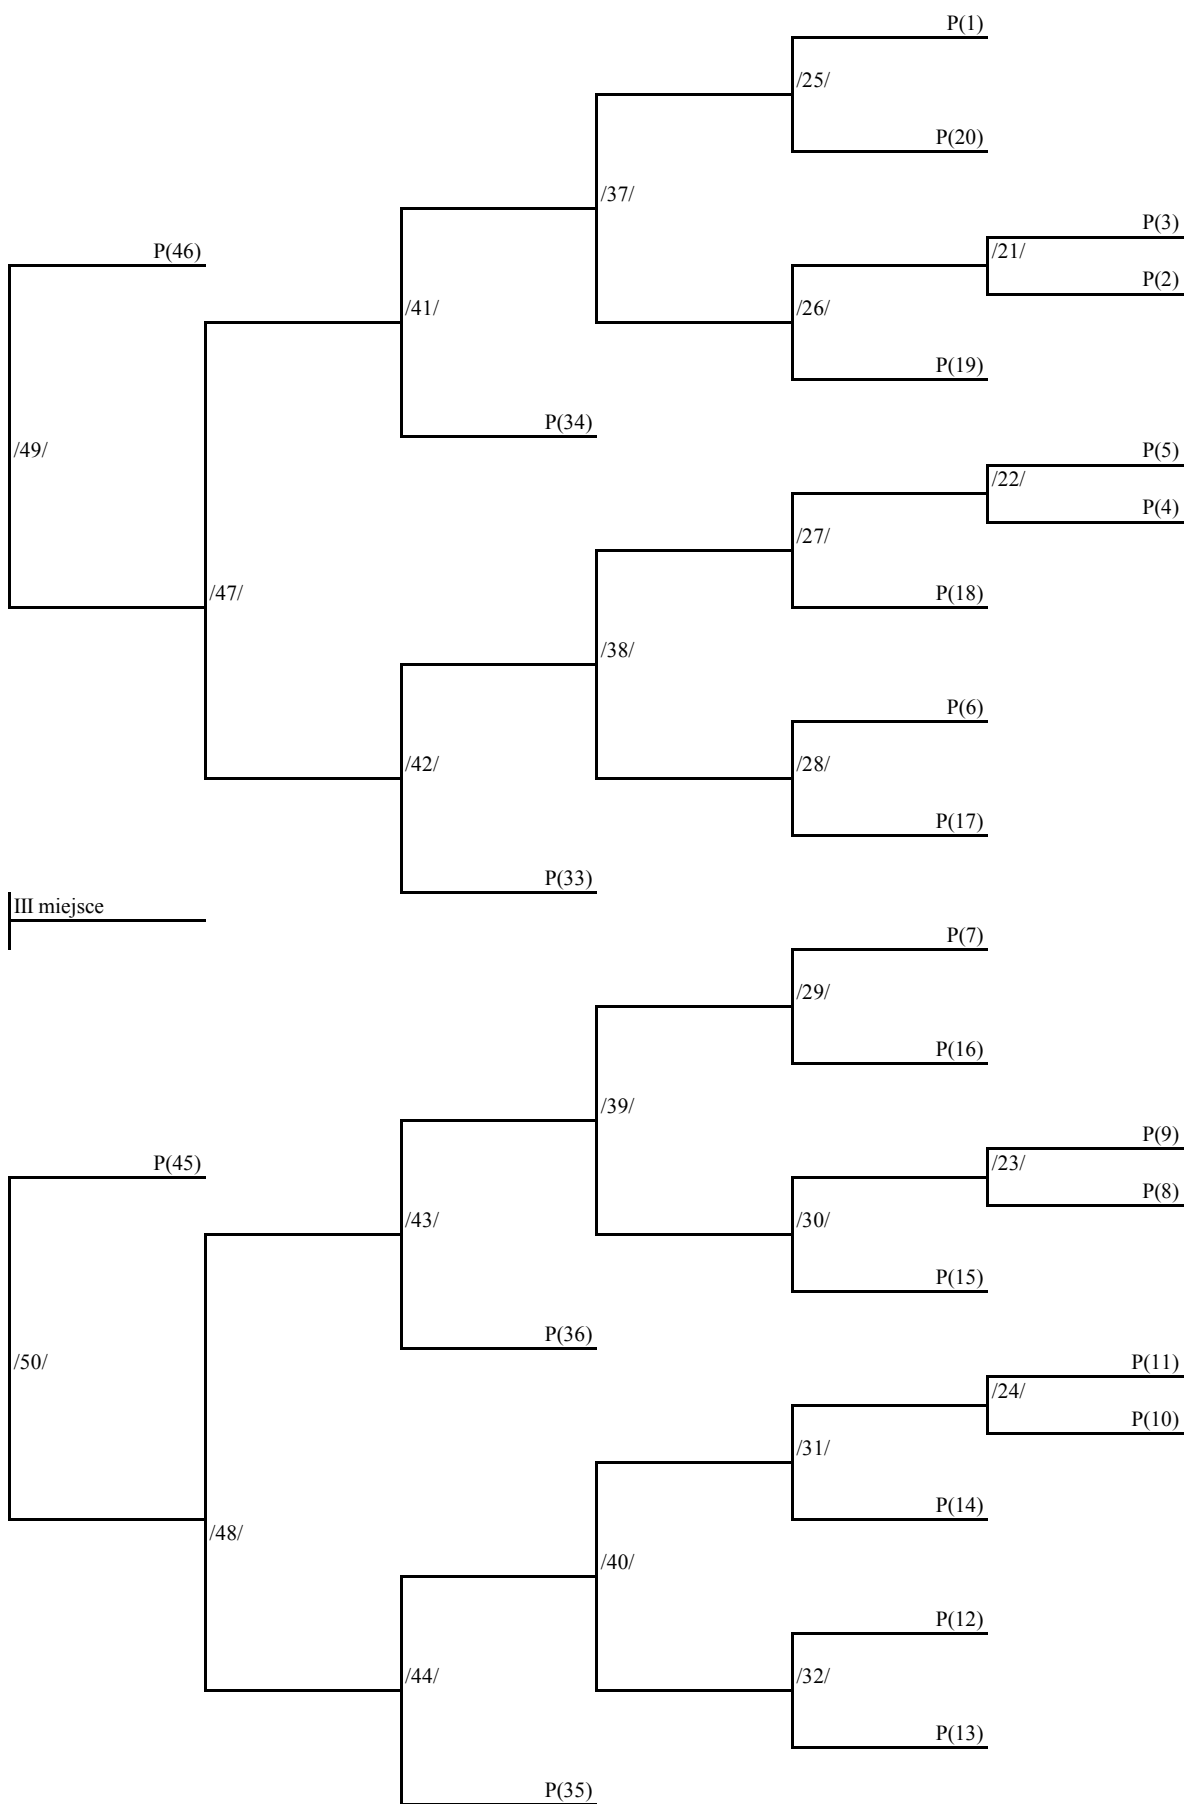 P(1)
/25/
P(20)
/37/
P(3)
/21/
P(46)
P(2)
/41/
/26/
P(19)
P(34)
/49/
P(5)
/22/
P(4)
/27/
/47/
P(18)
/38/
P(6)
/42/
/28/
P(17)
P(33)
III miejsce
P(7)
/29/
P(16)
/39/
P(9)
P(45)
/23/
P(8)
/43/
/30/
P(15)
P(36)
/50/
P(11)
/24/
P(10)
/31/
P(14)
/48/
/40/
P(12)
/44/
/32/
P(13)
P(35)